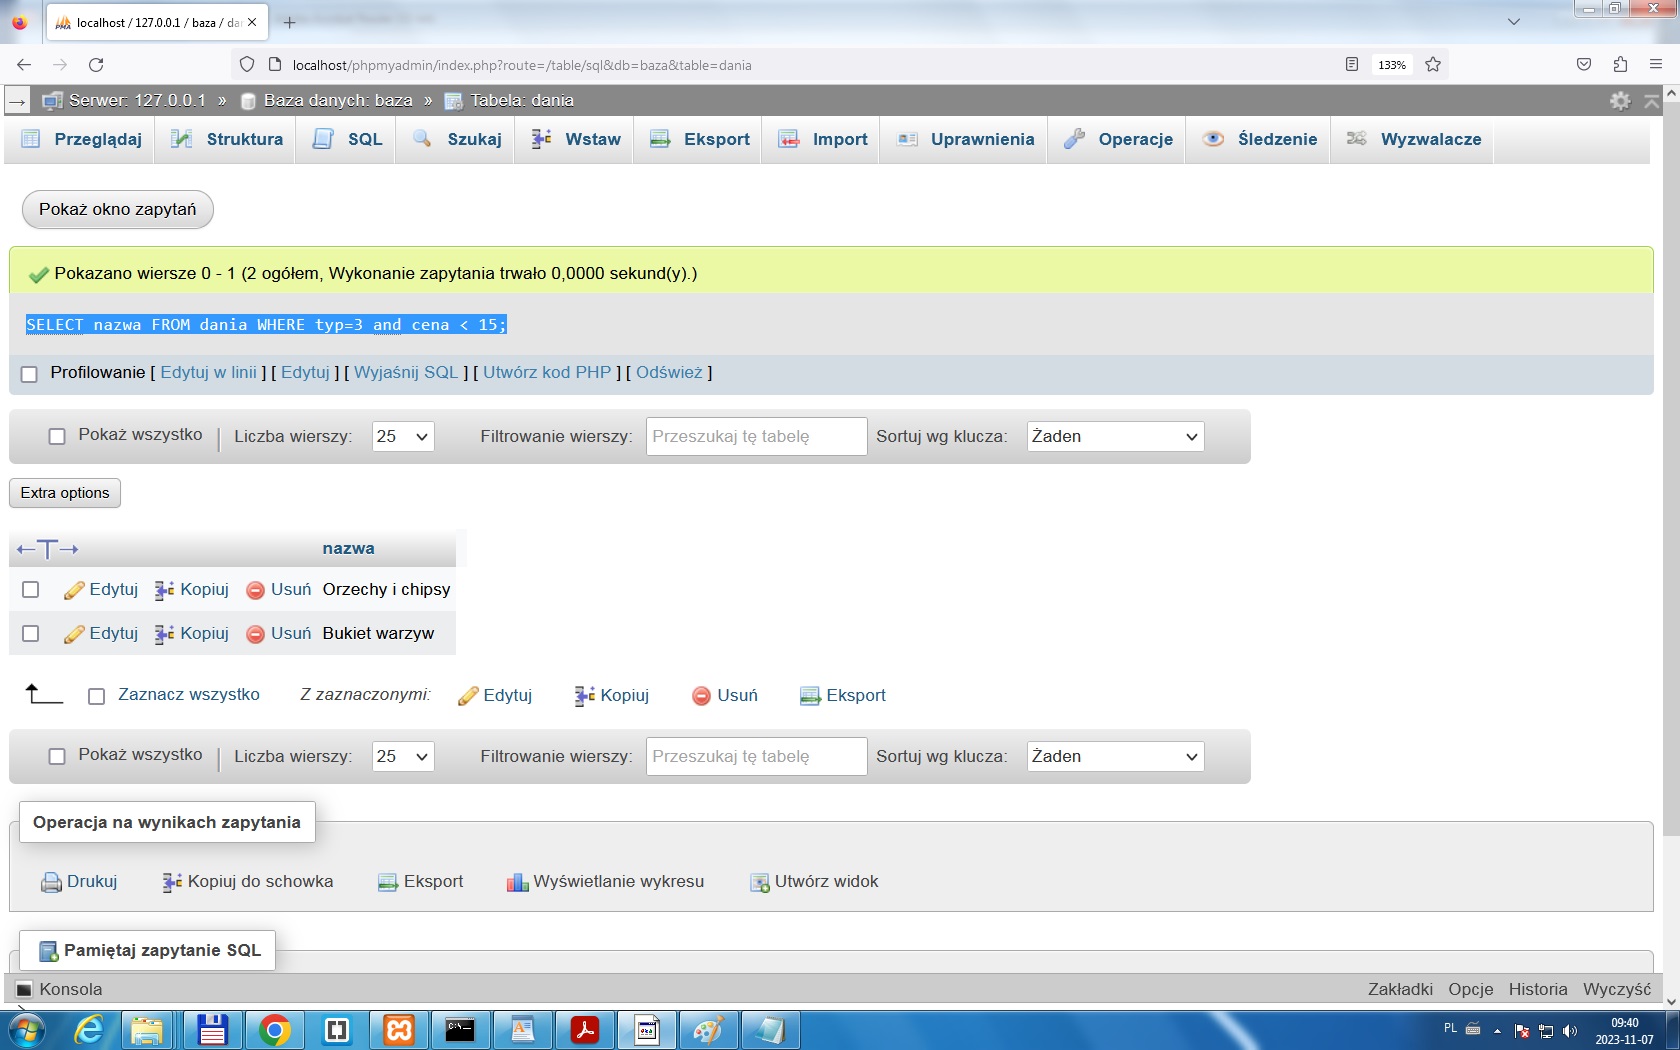 localhost / 127.0.0.1 / baza / da
localhost/phpmyadmin/index.php?route=/table/sql&db=baza&table=dania
133%
Serwer: 127.0.0.1 » Baza danych: baza » Tabela: dania
Przeglądaj Struktura SQL Szukaj Wstaw Eksport Import Uprawnienia Operacje Śledzenie Wyzwalacze
Pokaż okno zapytań
Pokazano wiersze 0 - 1 (2 ogółem, Wykonanie zapytania trwało 0,0000 sekund(y).)
SELECT nazwa FROM dania WHERE typ=3 and cena < 15;
Profilowanie [ Edytuj w linii ] [ Edytuj ] [ Wyjaśnij SQL ] [ Utwórz kod PHP ] [ Odśwież ]
Pokaż wszystko | Liczba wierszy: 25 Filtrowanie wierszy: Przeszukaj tę tabelę Sortuj wg klucza: Żaden
Extra options
←T→ nazwa
Edytuj Kopiuj Usuń Orzechy i chipsy
Edytuj Kopiuj Usuń Bukiet warzyw
Zaznacz wszystko Z zaznaczonymi: Edytuj Kopiuj Usuń Eksport
Pokaż wszystko | Liczba wierszy: 25 Filtrowanie wierszy: Przeszukaj tę tabelę Sortuj wg klucza: Żaden
Operacja na wynikach zapytania
Drukuj Kopiuj do schowka Eksport Wyświetlanie wykresu Utwórz widok
Pamiętaj zapytanie SQL
Konsola Zakładki Opcje Historia Wyczyść
PL 09:40
2023-11-07